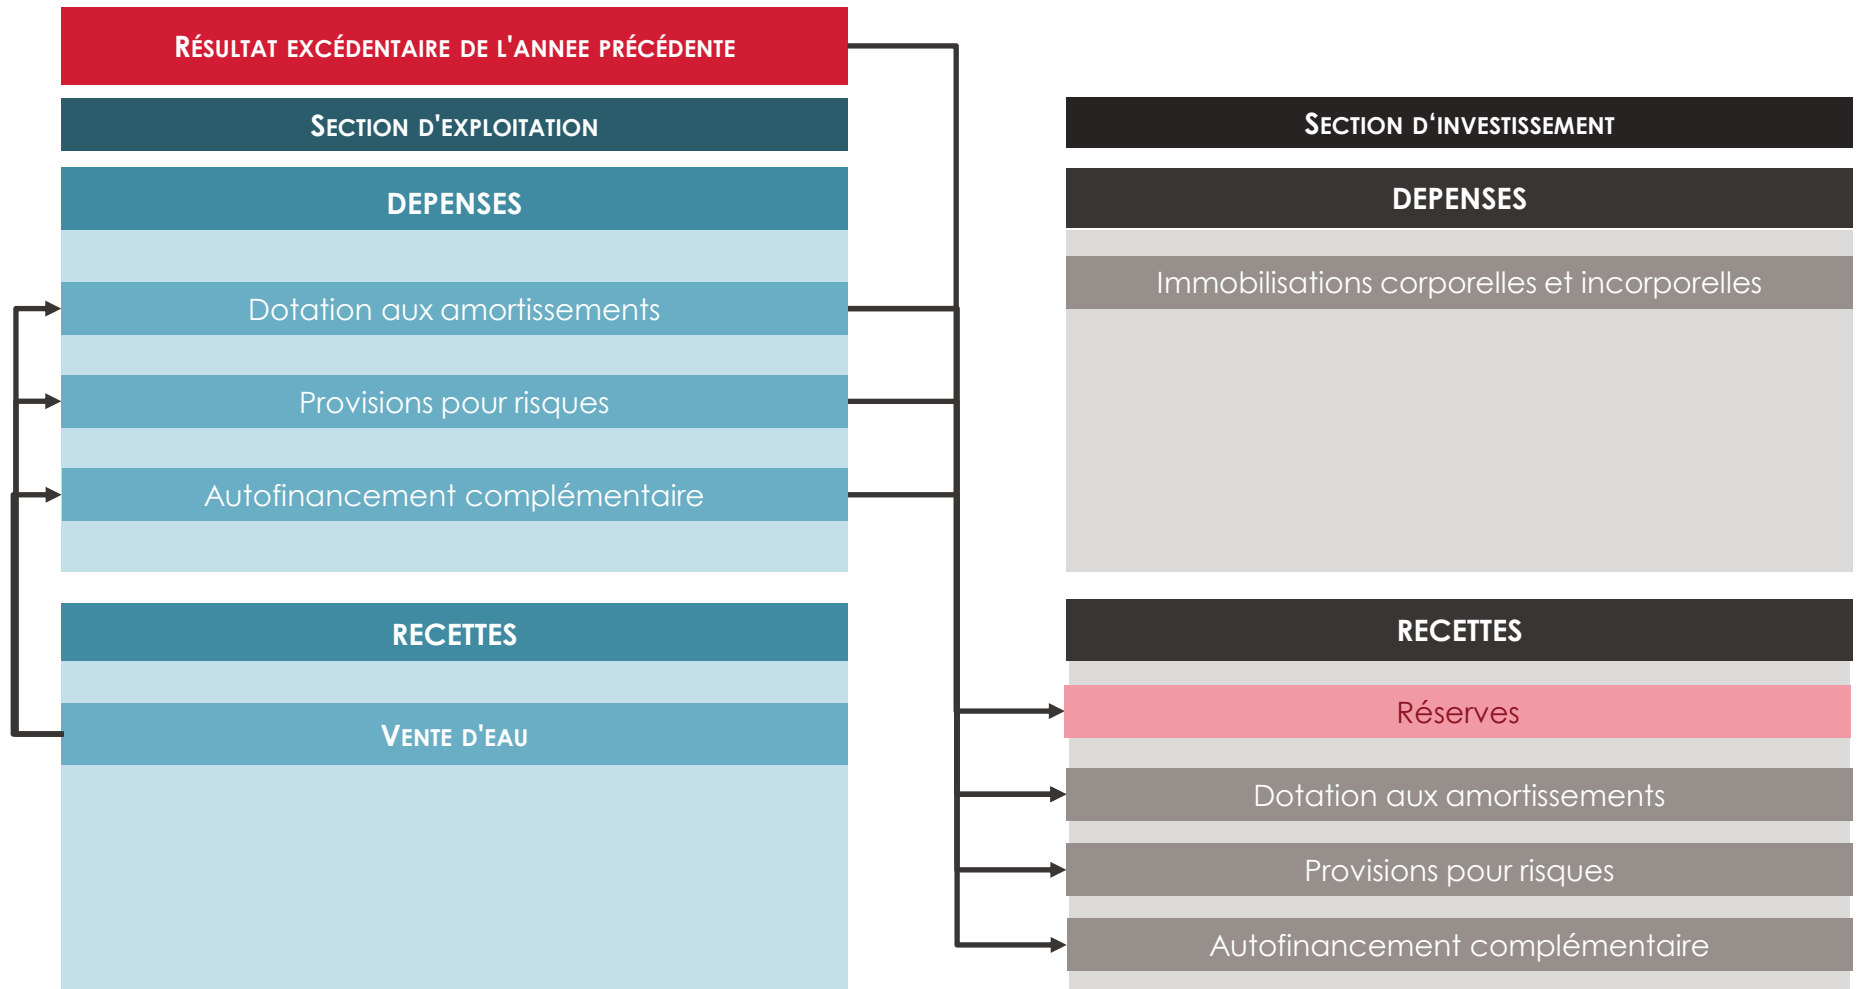 RÉSULTAT EXCÉDENTAIRE DE L'ANNEE PRÉCÉDENTE
SECTION D'EXPLOITATION
DEPENSES
Dotation aux amortissements
Provisions pour risques
Autofinancement complémentaire
RECETTES
VENTE D'EAU
SECTION D‘INVESTISSEMENT
DEPENSES
Immobilisations corporelles et incorporelles
RECETTES
Réserves
Dotation aux amortissements
Provisions pour risques
Autofinancement complémentaire